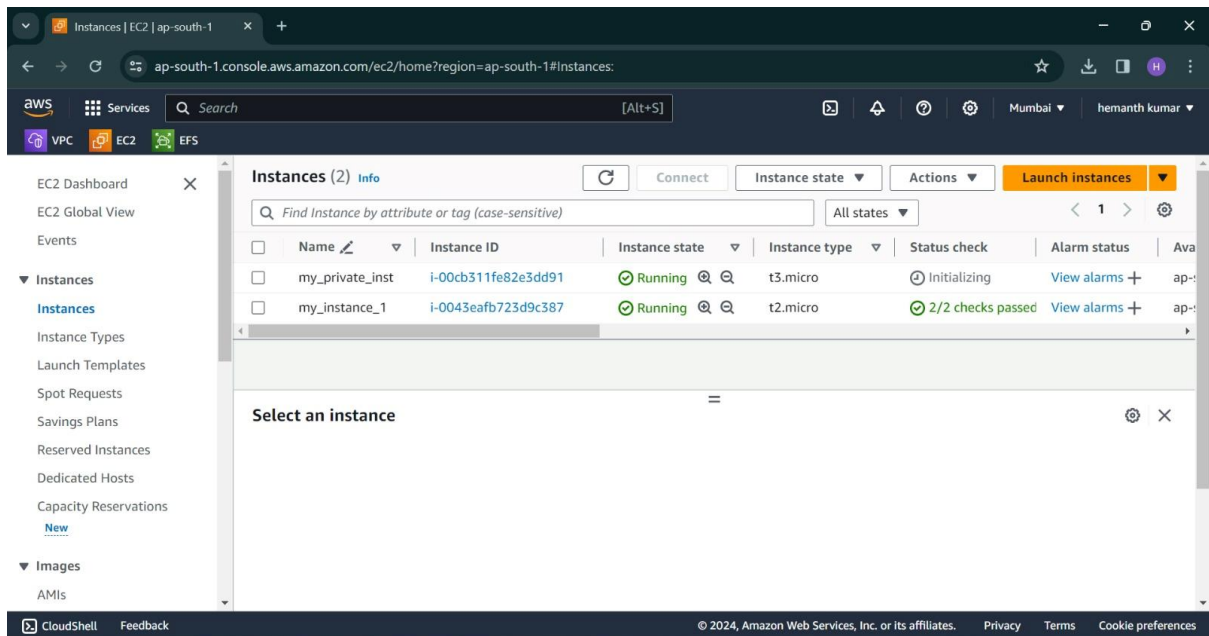 Instances | EC2 | ap-south-1
ap-south-1.console.aws.amazon.com/ec2/home?region=ap-south-1#Instances:
H
aws Services Search [Alt+S] Mumbai hemanth kumar
VPC EC2 EFS
EC2 Dashboard
EC2 Global View
Events
Instances
Instances
Instance Types
Launch Templates
Spot Requests
Savings Plans
Reserved Instances
Dedicated Hosts
Capacity Reservations
New
Images
AMIs
Instances (2) Info Connect Instance state Actions Launch instances
Find Instance by attribute or tag (case-sensitive) All states 1
Name Instance ID Instance state Instance type Status check Alarm status Ava
my_private_inst i-00cb311fe82e3dd91 Running t3.micro Initializing View alarms ap-s
my_instance_1 i-0043eafb723d9c387 Running t2.micro 2/2 checks passed View alarms ap-s
Select an instance
CloudShell Feedback © 2024, Amazon Web Services, Inc. or its affiliates. Privacy Terms Cookie preferences